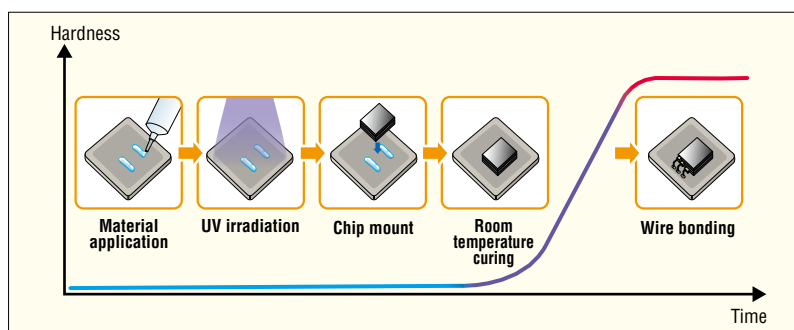 Hardness
Material
application
UV irradiation
Chip mount
Room
temperature
curing
Wire bonding
Time